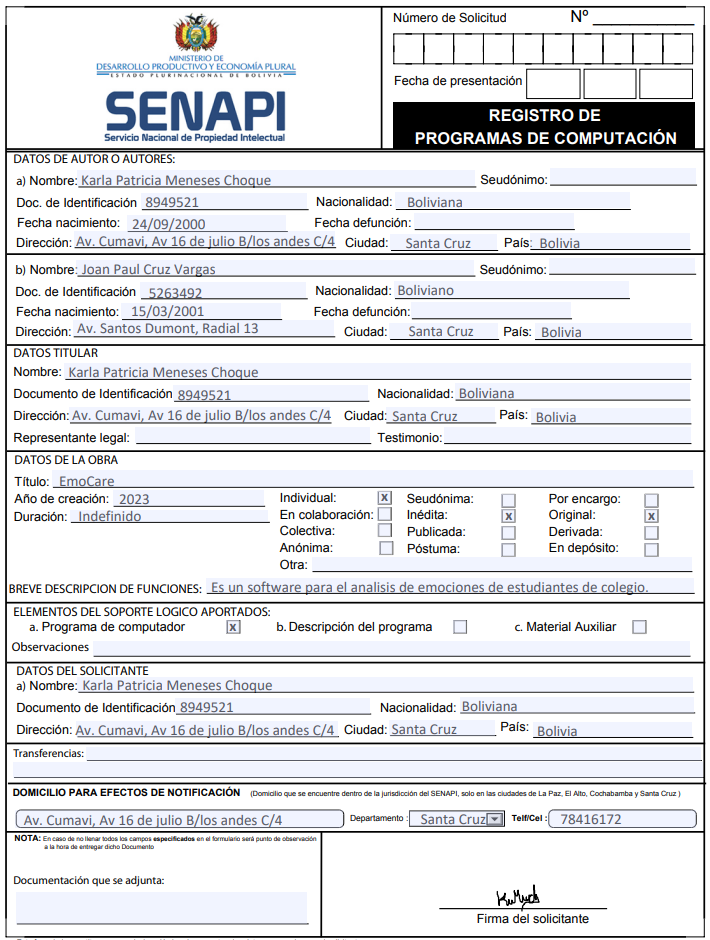 Número de Solicitud Nº
MINISTERIO DE
DESARROLLO PRODUCTIVO Y ECONOMÍA PLURAL
ESTADO PLURINACIONAL DE BOLIVIA
Fecha de presentación
SENAPI
Servicio Nacional de Propiedad Intelectual
REGISTRO DE
PROGRAMAS DE COMPUTACIÓN
DATOS DE AUTOR O AUTORES:
a) Nombre: Karla Patricia Meneses Choque Seudónimo:
Doc. de Identificación 8949521 Nacionalidad: Boliviana
Fecha nacimiento: 24/09/2000 Fecha defunción:
Dirección: Av. Cumavi, Av 16 de julio B/los andes C/4 Ciudad: Santa Cruz País: Bolivia
b) Nombre: Joan Paul Cruz Vargas Seudónimo:
Doc. de Identificación 5263492 Nacionalidad: Boliviano
Fecha nacimiento: 15/03/2001 Fecha defunción:
Dirección: Av. Santos Dumont, Radial 13 Ciudad: Santa Cruz País: Bolivia
DATOS TITULAR
Nombre: Karla Patricia Meneses Choque
Documento de Identificación 8949521 Nacionalidad: Boliviana
Dirección: Av. Cumavi, Av 16 de julio B/los andes C/4 Ciudad: Santa Cruz País: Bolivia
Representante legal: Testimonio:
DATOS DE LA OBRA
Título: EmoCare
Año de creación: 2023 Individual: x Seudónima: Por encargo:
Duración: Indefinido En colaboración: Inédita: x Original: x
Colectiva: Publicada: Derivada:
Anónima: Póstuma: En depósito:
Otra:
BREVE DESCRIPCION DE FUNCIONES: Es un software para el analisis de emociones de estudiantes de colegio.
ELEMENTOS DEL SOPORTE LOGICO APORTADOS:
a. Programa de computador x b. Descripción del programa c. Material Auxiliar
Observaciones
DATOS DEL SOLICITANTE
a) Nombre: Karla Patricia Meneses Choque
Documento de Identificación 8949521 Nacionalidad: Boliviana
Dirección: Av. Cumavi, Av 16 de julio B/los andes C/4 Ciudad: Santa Cruz País: Bolivia
Transferencias:
DOMICILIO PARA EFECTOS DE NOTIFICACIÓN (Domicilio que se encuentre dentro de la jurisdicción del SENAPI, solo en las ciudades de La Paz, El Alto, Cochabamba y Santa Cruz )
Av. Cumavi, Av 16 de julio B/los andes C/4 Departamento : Santa Cruz Telf/Cel : 78416172
NOTA: En caso de no llenar todos los campos especificados en el formulario será punto de observación
a la hora de entregar dicho Documento
Documentación que se adjunta:
Firma del solicitante